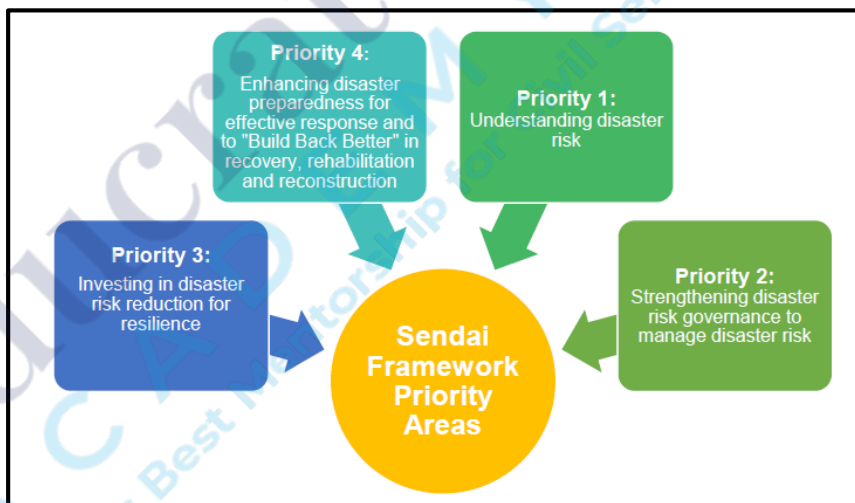 Priority 4:
Enhancing disaster
preparedness for
effective response and
to "Build Back Better" in
recovery, rehabilitation
and reconstruction
Priority 1:
Understanding disaster
risk
Priority 3:
Investing in disaster
risk reduction for
resilience
Priority 2:
Strengthening disaster
risk governance to
manage disaster risk
Sendai
Framework
Priority
Areas